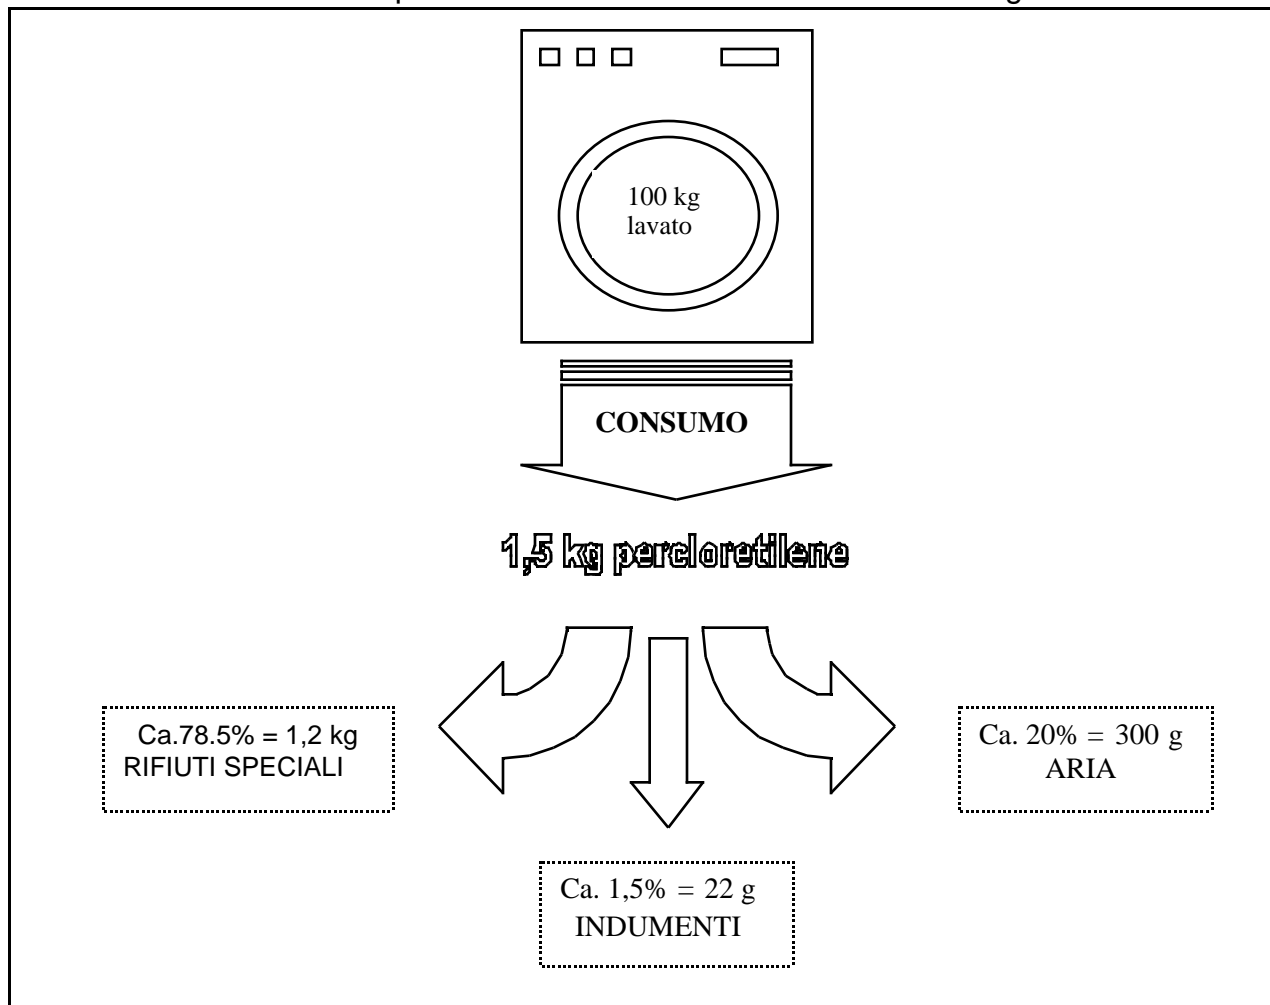 100 kg
lavato
CONSUMO
1,5 kg percloretilene
Ca.78.5% = 1,2 kg
RIFIUTI SPECIALI
Ca. 20% = 300 g
ARIA
Ca. 1,5% = 22 g
INDUMENTI